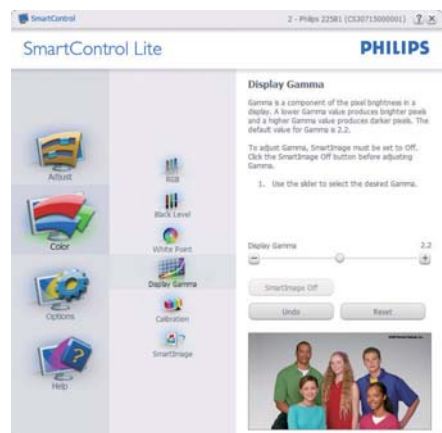 SmartControl
2 - Philips 225B1 (CS30715000001)
SmartControl Lite
PHILIPS
Adjust
Color
Options
Help
RGB
Black Level
White Point
Display Gamma
Calibration
SmartImage
Display Gamma
Gamma is a component of the pixel brightness in a
display. A lower Gamma value produces brighter pixels
and a higher Gamma value produces darker pixels. The
default value for Gamma is 2.2.
To adjust Gamma, SmartImage must be set to Off.
Click the SmartImage Off button before adjusting
Gamma.
1. Use the slider to select the desired Gamma.
Display Gamma 2.2
SmartImage Off
Undo Reset